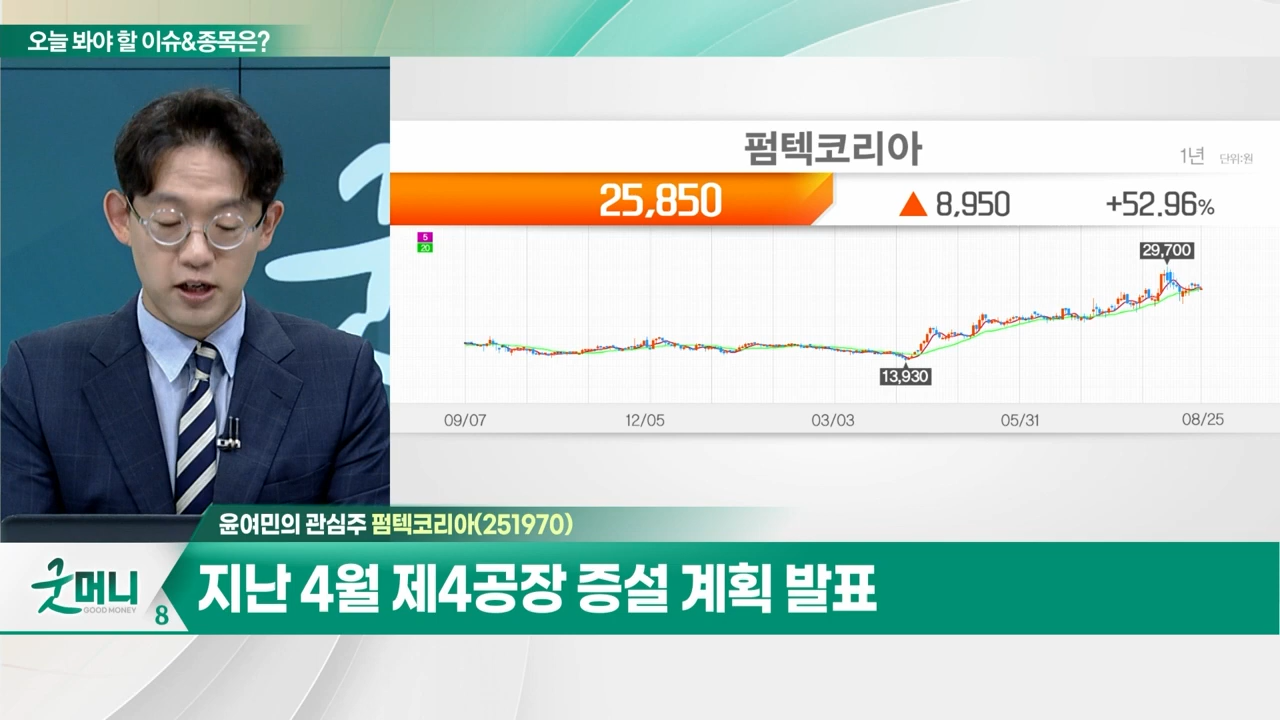 오늘 봐야 할 이슈&종목은?
펌텍코리아
1년 단위:원
25,850
▲ 8,950
+52.96%
5
20
29,700
13,930
09/07
12/05
03/03
05/31
08/25
윤여민의 관심주 펌텍코리아(251970)
굿머니
GOOD MONEY
8
지난 4월 제4공장 증설 계획 발표